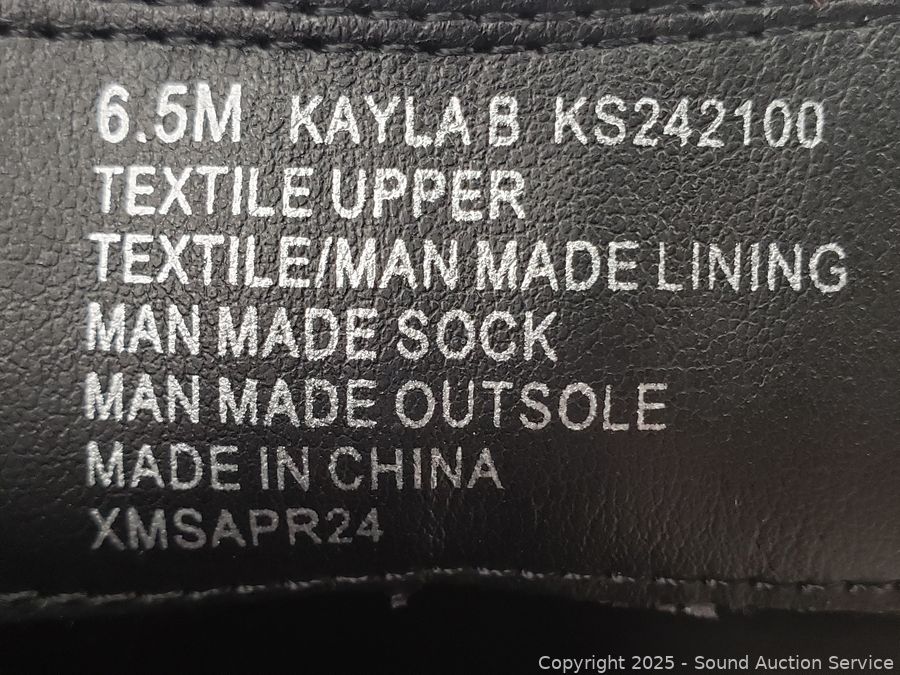 6.5M KAYLA B KS242100
TEXTILE UPPER
TEXTILE/MAN MADE LINING
MAN MADE SOCK
MAN MADE OUTSOLE
MADE IN CHINA
XMSAPR24
Copyright 2025 - Sound Auction Service